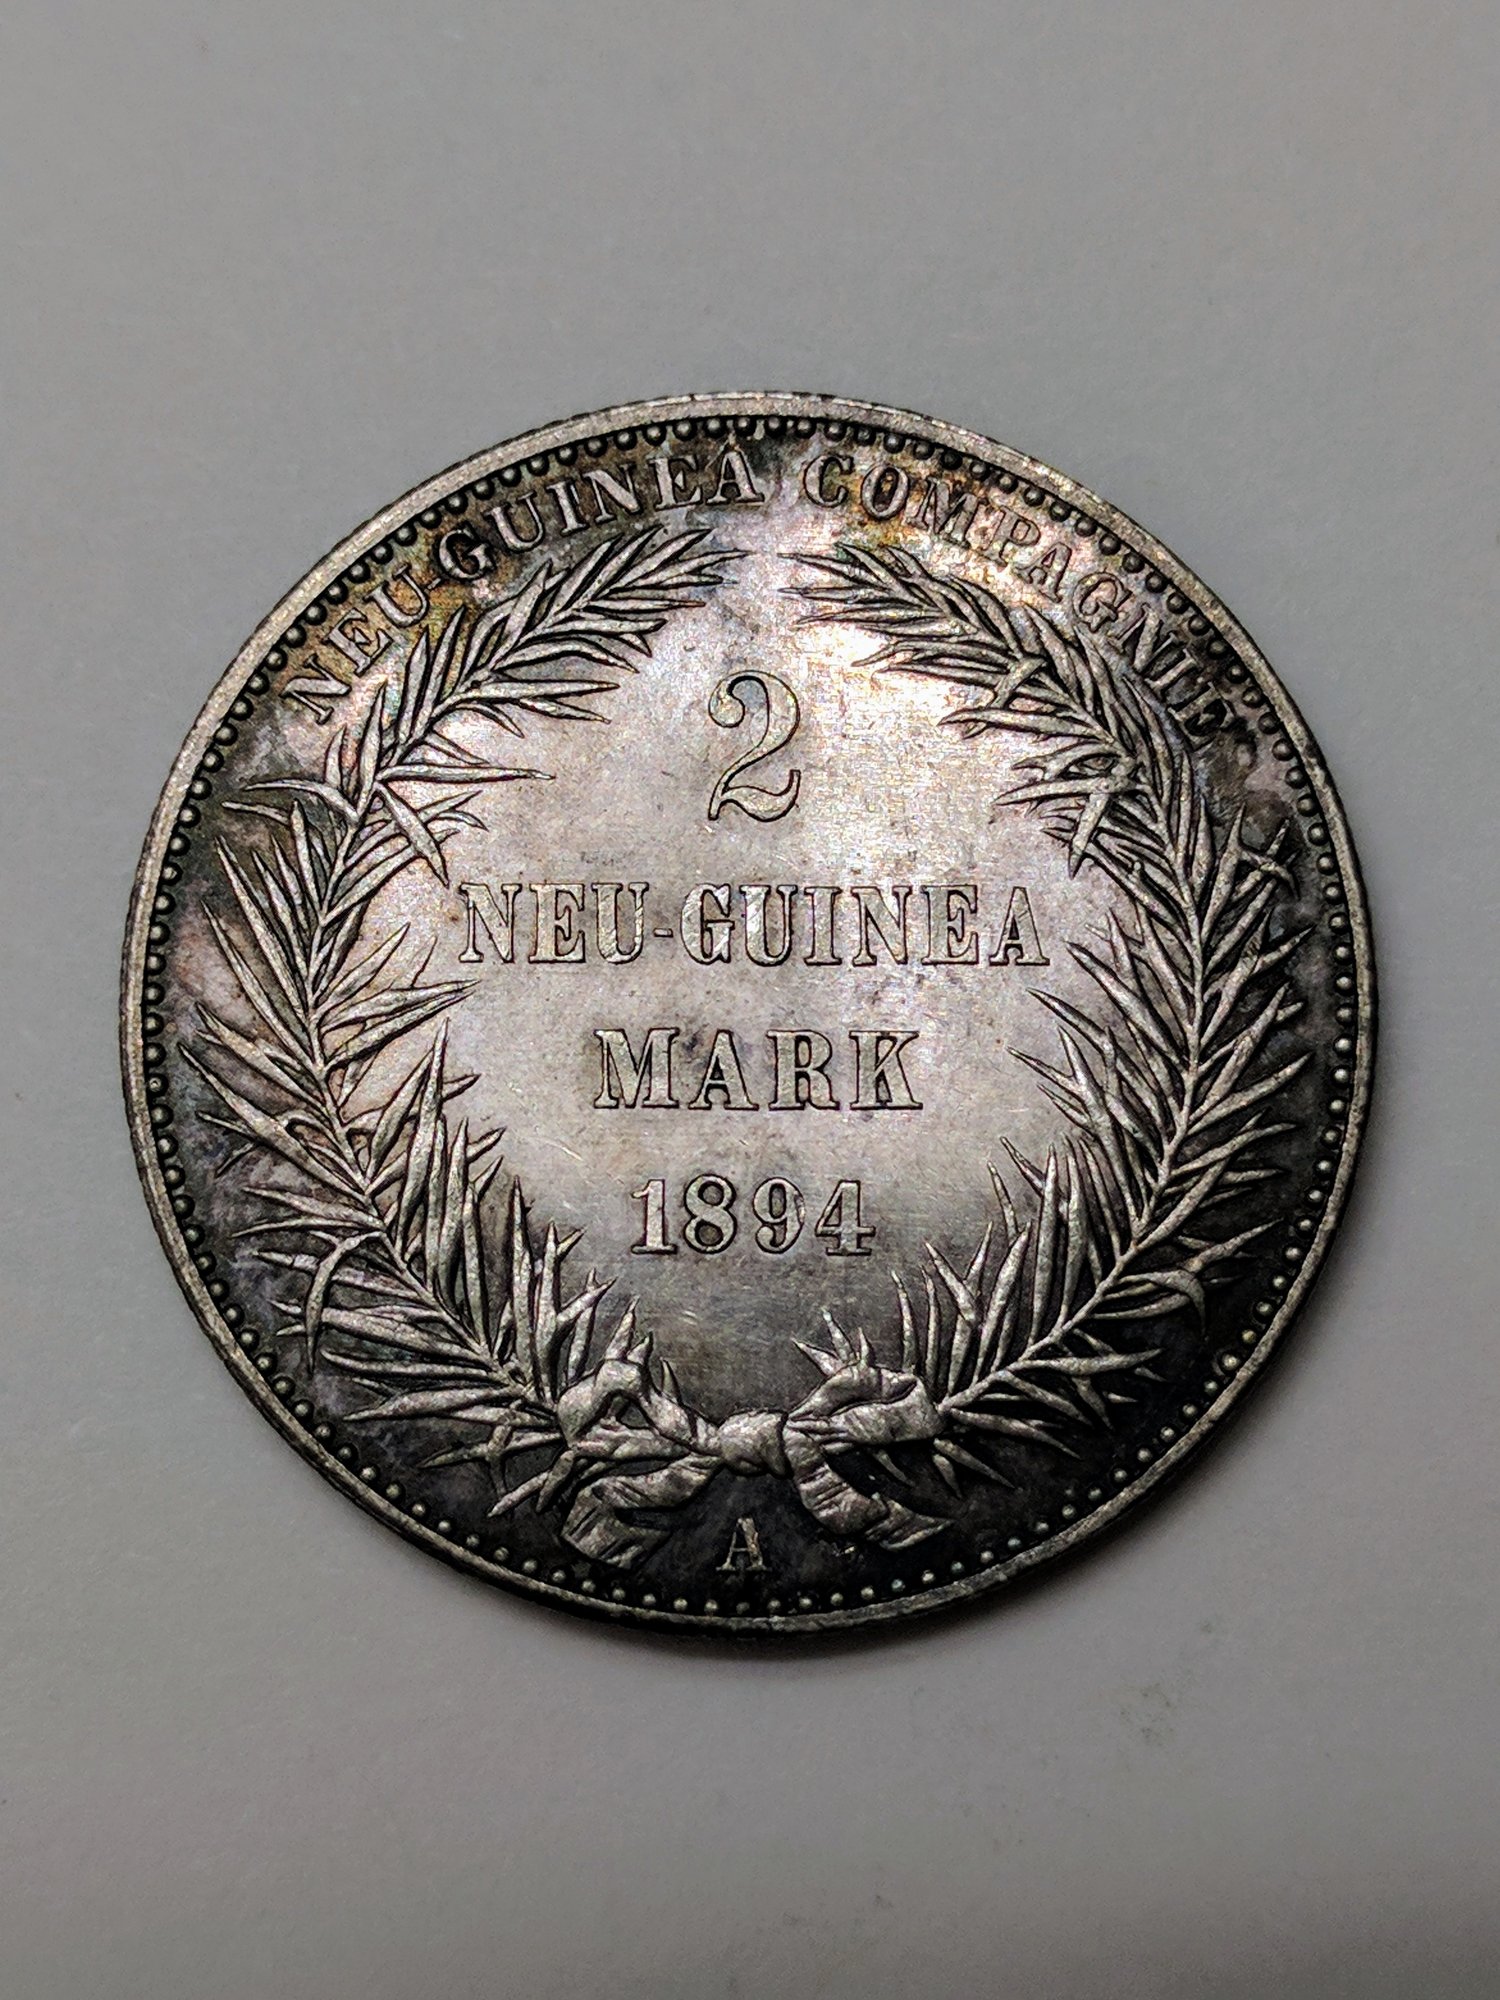 NEU-GUINEA COMPAGNIE
2
NEU-GUINEA
MARK
1894
A